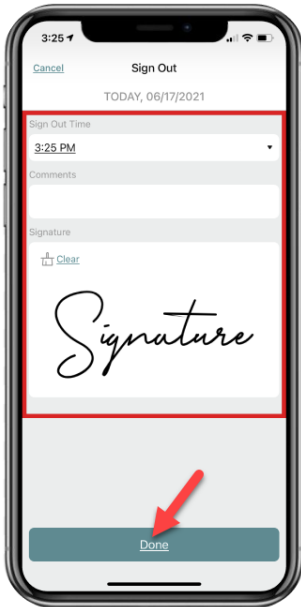 3:25
Cancel Sign Out
TODAY, 06/17/2021
Sign Out Time
3:25 PM
Comments
Signature
Clear
Signature
Done